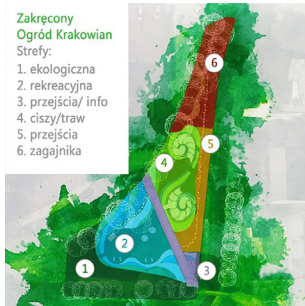 Zakręcony
Ogród Krakowian
Strefy:
1. ekologiczna
2. rekreacyjna
3. przejścia/ info
4. ciszy/traw
5. przejścia
6. zagajnika
6
5
4
2
1
3